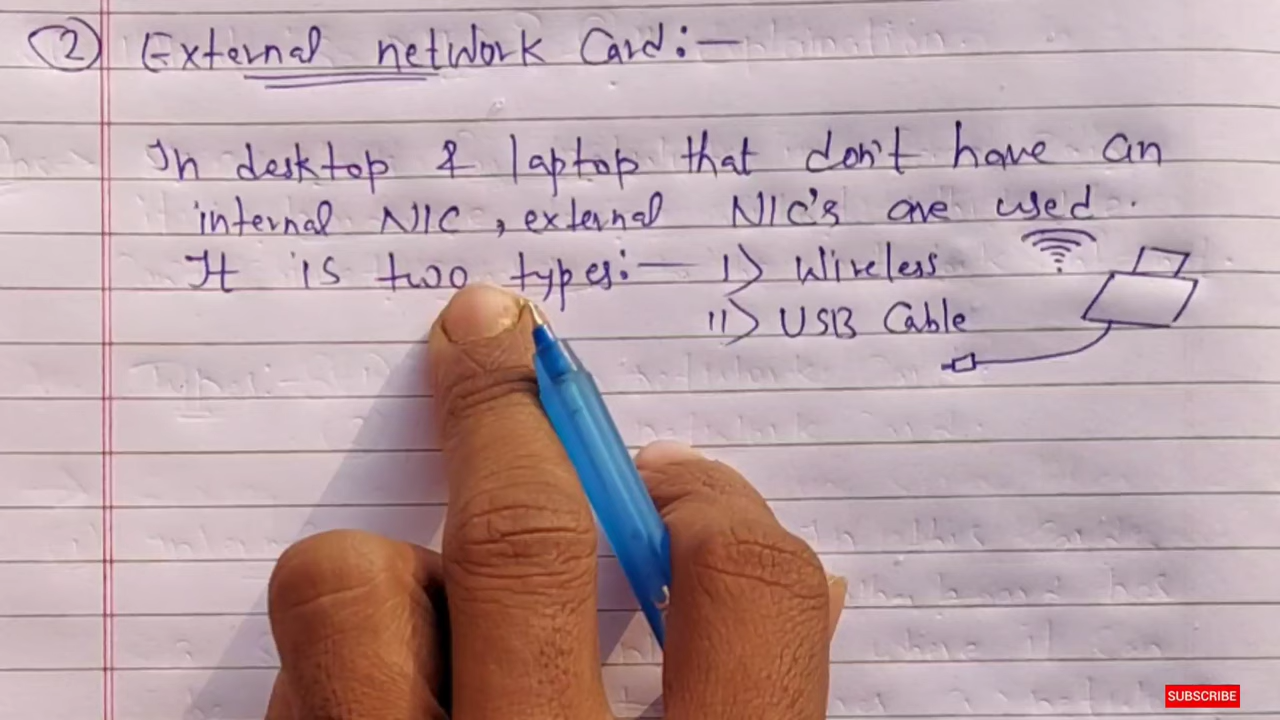 ② External network Card:—
In desktop & laptop that don't have an
internal NIC, external NIC's are used.
It is two types:— i> Wireless
ii> USB Cable
SUBSCRIBE